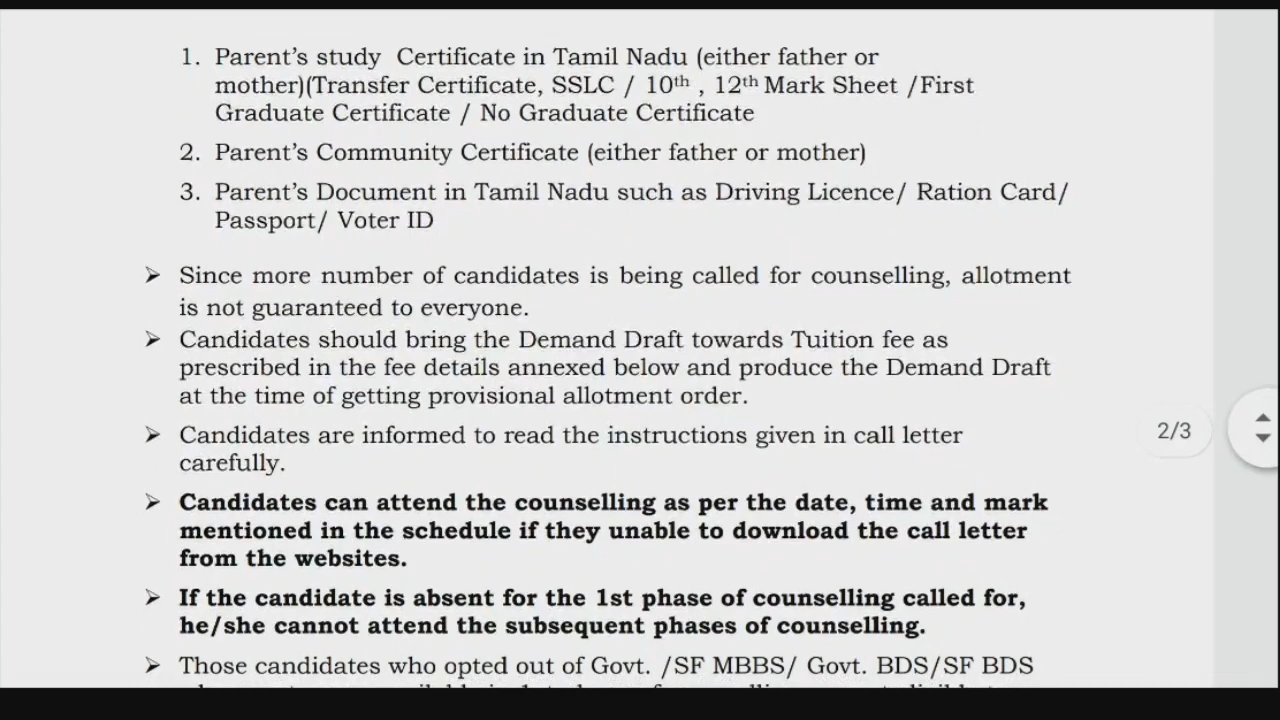 1. Parent's study Certificate in Tamil Nadu (either father or
mother)(Transfer Certificate, SSLC / 10th , 12th Mark Sheet /First
Graduate Certificate / No Graduate Certificate
2. Parent's Community Certificate (either father or mother)
3. Parent's Document in Tamil Nadu such as Driving Licence/ Ration Card/
Passport/ Voter ID
➢ Since more number of candidates is being called for counselling, allotment
is not guaranteed to everyone.
➢ Candidates should bring the Demand Draft towards Tuition fee as
prescribed in the fee details annexed below and produce the Demand Draft
at the time of getting provisional allotment order.
➢ Candidates are informed to read the instructions given in call letter
carefully.
➢ Candidates can attend the counselling as per the date, time and mark
mentioned in the schedule if they unable to download the call letter
from the websites.
➢ If the candidate is absent for the 1st phase of counselling called for,
he/she cannot attend the subsequent phases of counselling.
➢ Those candidates who opted out of Govt. /SF MBBS/ Govt. BDS/SF BDS
2/3